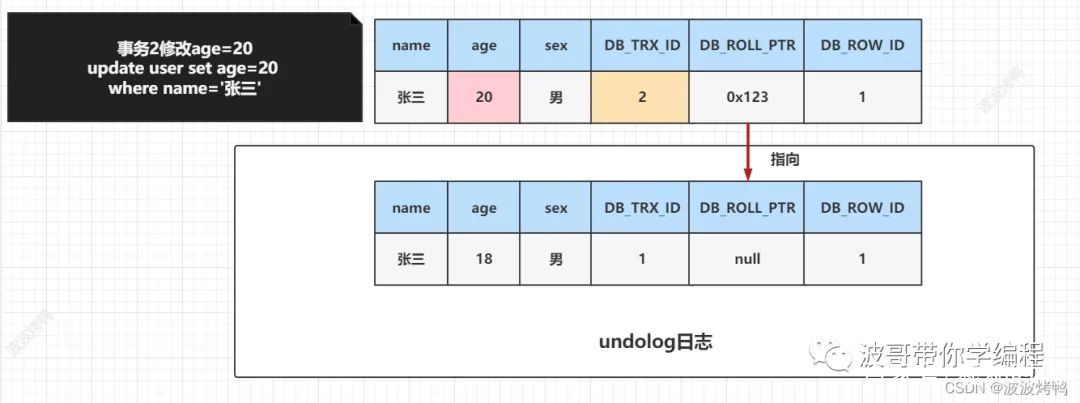 事务2修改age=20
update user set age=20
where name='张三'
name age sex DB_TRX_ID DB_ROLL_PTR DB_ROW_ID
张三 20 男 2 0x123 1
指向
name age sex DB_TRX_ID DB_ROLL_PTR DB_ROW_ID
张三 18 男 1 null 1
undolog日志
波哥带你学编程
CSDN @波波烤鸭
波波烤鸭
波波烤鸭